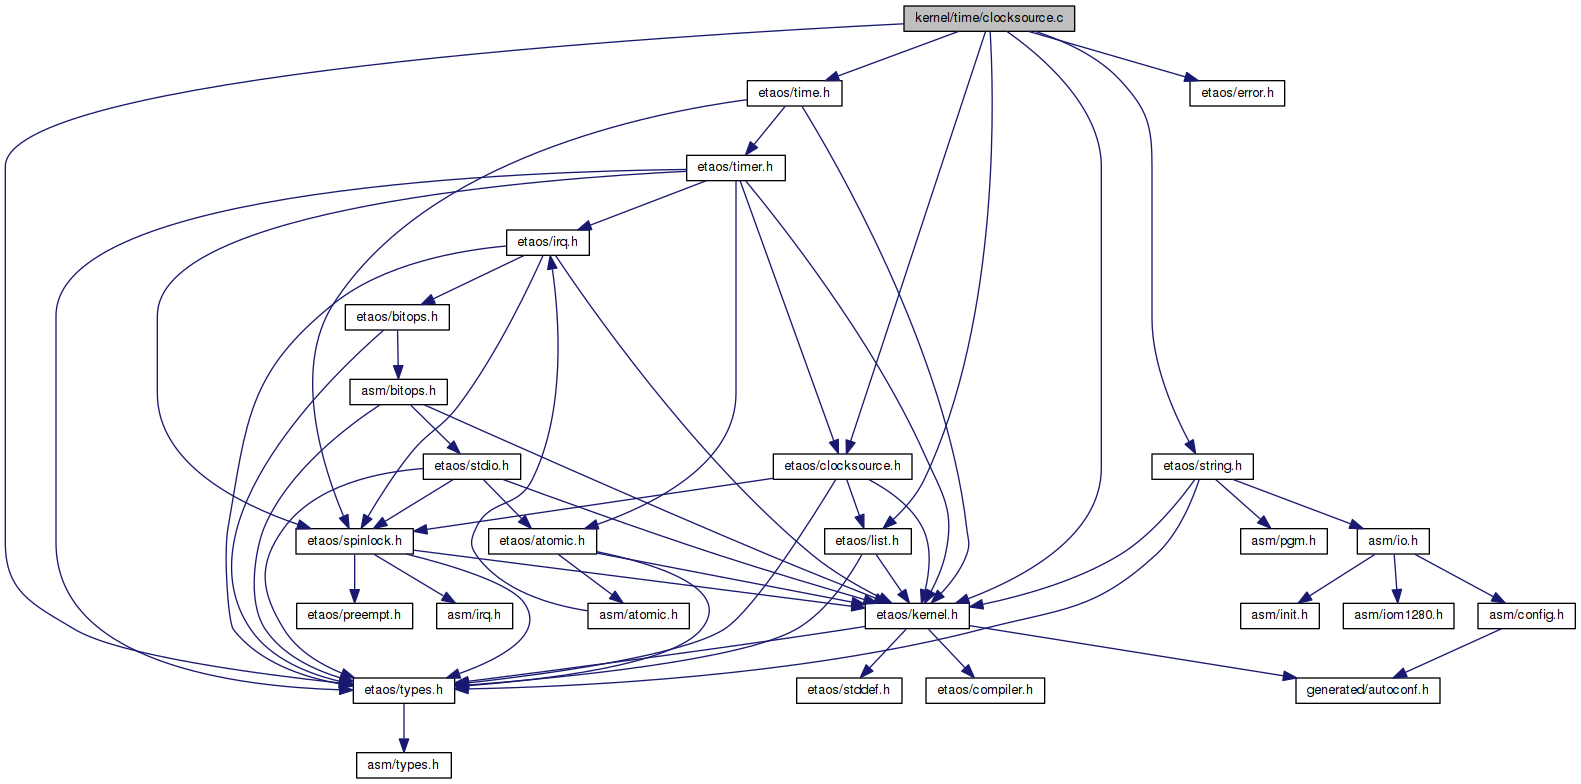 kernel/time/clocksource.c
etaos/time.h
etaos/error.h
etaos/timer.h
etaos/irq.h
etaos/bitops.h
asm/bitops.h
etaos/stdio.h
etaos/clocksource.h
etaos/string.h
etaos/spinlock.h
etaos/atomic.h
etaos/list.h
asm/pgm.h
asm/io.h
etaos/preempt.h
asm/irq.h
asm/atomic.h
etaos/kernel.h
asm/init.h
asm/iom1280.h
asm/config.h
etaos/types.h
etaos/stddef.h
etaos/compiler.h
generated/autoconf.h
asm/types.h